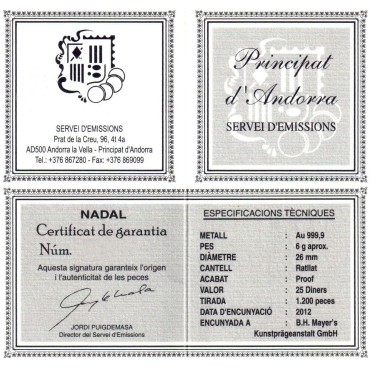 SERVEI D'EMISSIONS
Prat de la Creu, 96, 4t 4a
AD500 Andorra la Vella - Principat d'Andorra
Tel.: +376 867280 - Fax: +376 869099
Principat
d'Andorra
SERVEI D'EMISSIONS
NADAL
Certificat de garantia
Núm.
Aquesta signatura garanteix l'origen
i l'autenticitat de les peces
JORDI PUIGDEMASA
Director del Servei d'Emissions
ESPECIFICACIONS TÈCNIQUES
METALL : Au 999,9
PES : 6 g aprox.
DIÀMETRE : 26 mm
CANTELL : Ratllat
ACABAT : Proof
VALOR : 25 Diners
TIRADA : 1.200 peces
DATA D'ENCUNYACIÓ : 2012
ENCUNYADA A : B.H. Mayer's
Kunstprägeanstalt GmbH